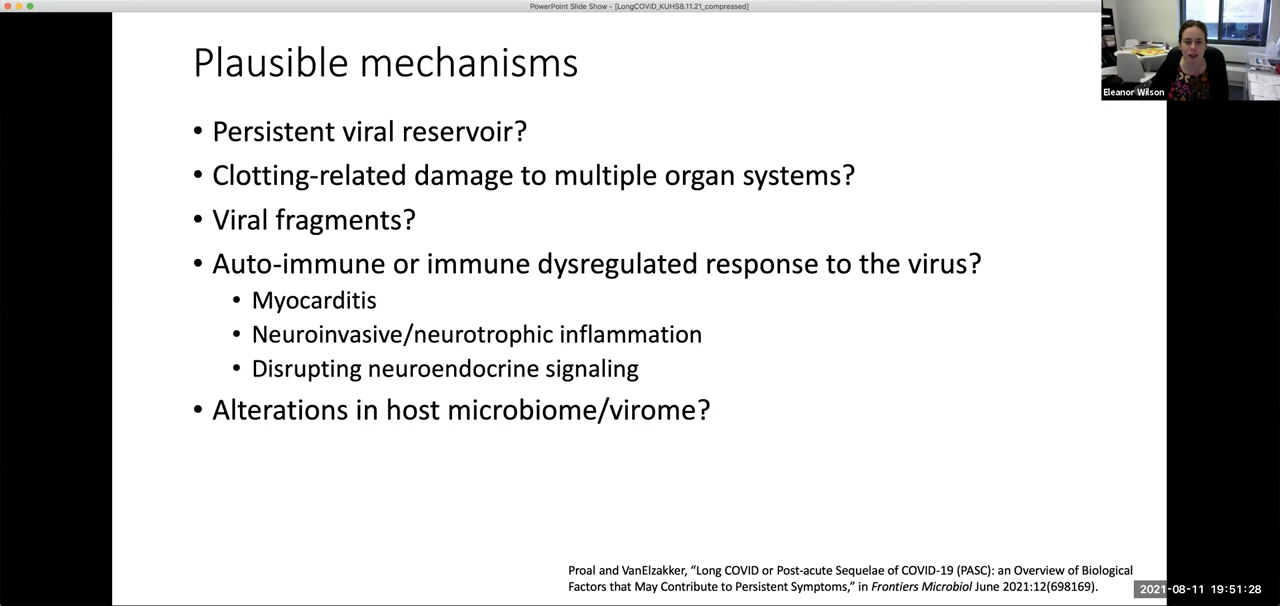 PowerPoint Slide Show - [LongCOViD_KUHS8.11.21_compressed]
Plausible mechanisms
Eleanor Wilson
• Persistent viral reservoir?
• Clotting-related damage to multiple organ systems?
• Viral fragments?
• Auto-immune or immune dysregulated response to the virus?
• Myocarditis
• Neuroinvasive/neurotrophic inflammation
• Disrupting neuroendocrine signaling
• Alterations in host microbiome/virome?
Proal and VanElzakker, “Long COVID or Post-acute Sequelae of COVID-19 (PASC): an Overview of Biological
Factors that May Contribute to Persistent Symptoms,” in Frontiers Microbiol June 2021:12(698169).
2021-08-11 19:51:28